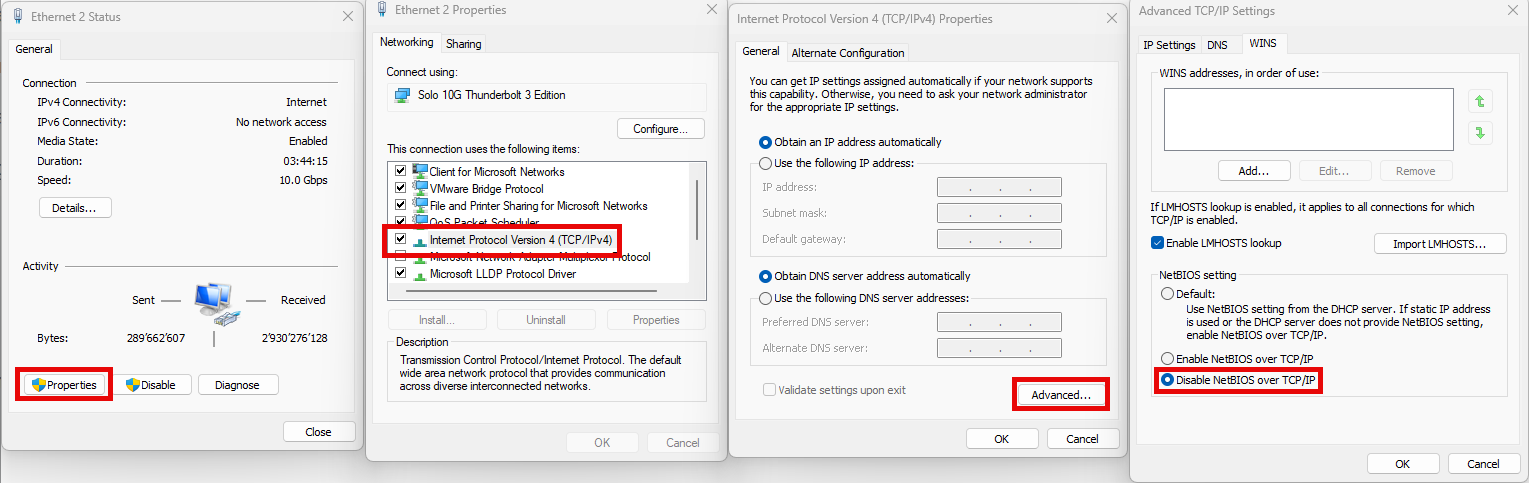 Ethernet 2 Status
General
Connection
IPv4 Connectivity: Internet
IPv6 Connectivity: No network access
Media State: Enabled
Duration: 03:44:15
Speed: 10.0 Gbps
Details...
Activity
Sent — Received
Bytes: 289'662'607 | 2'930'276'128
Properties Disable Diagnose
Close
Ethernet 2 Properties
Networking Sharing
Connect using:
Solo 10G Thunderbolt 3 Edition
Configure...
This connection uses the following items:
Client for Microsoft Networks
VMware Bridge Protocol
File and Printer Sharing for Microsoft Networks
QoS Packet Scheduler
Internet Protocol Version 4 (TCP/IPv4)
Microsoft Network Adapter Multiplexor Protocol
Microsoft LLDP Protocol Driver
Install... Uninstall Properties
Description
Transmission Control Protocol/Internet Protocol. The default
wide area network protocol that provides communication
across diverse interconnected networks.
OK Cancel
Internet Protocol Version 4 (TCP/IPv4) Properties
General Alternate Configuration
You can get IP settings assigned automatically if your network supports
this capability. Otherwise, you need to ask your network administrator
for the appropriate IP settings.
Obtain an IP address automatically
Use the following IP address:
IP address: . . .
Subnet mask: . . .
Default gateway: . . .
Obtain DNS server address automatically
Use the following DNS server addresses:
Preferred DNS server: . . .
Alternate DNS server: . . .
Validate settings upon exit
Advanced...
OK Cancel
Advanced TCP/IP Settings
IP Settings DNS WINS
WINS addresses, in order of use:
Add... Edit... Remove
If LMHOSTS lookup is enabled, it applies to all connections for which
TCP/IP is enabled.
Enable LMHOSTS lookup Import LMHOSTS...
NetBIOS setting
Default:
Use NetBIOS setting from the DHCP server. If static IP address
is used or the DHCP server does not provide NetBIOS setting,
enable NetBIOS over TCP/IP.
Enable NetBIOS over TCP/IP
Disable NetBIOS over TCP/IP
OK Cancel